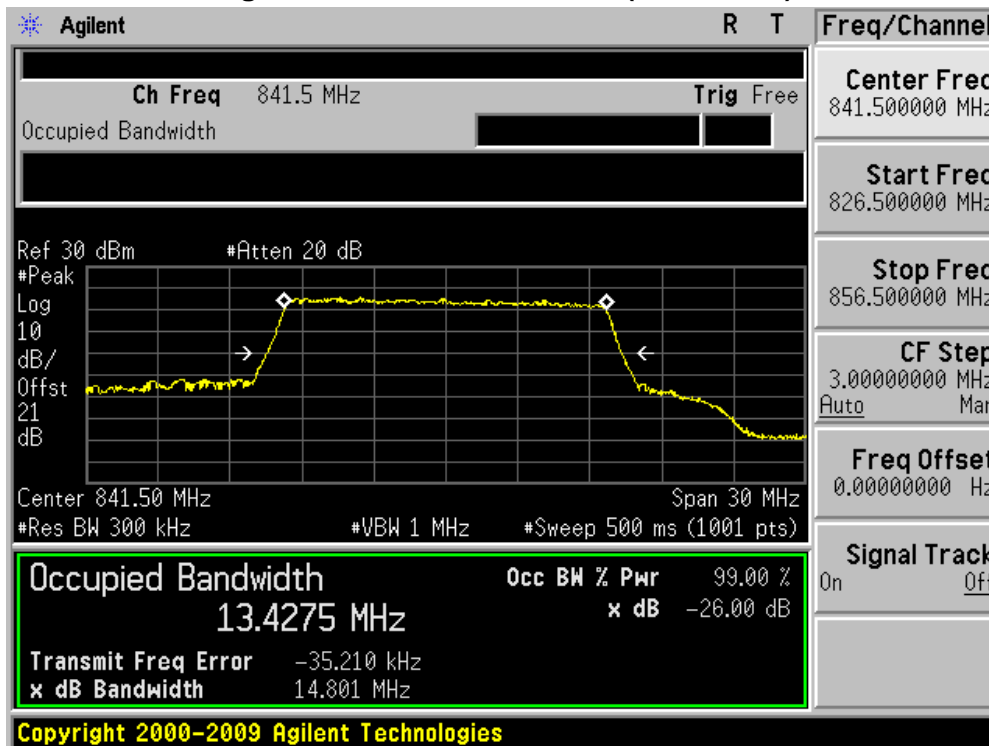 Agilent R T Freq/Channel
Ch Freq 841.5 MHz Trig Free
Occupied Bandwidth
Center Freq
841.500000 MHz
Start Freq
826.500000 MHz
Stop Freq
856.500000 MHz
CF Step
3.00000000 MHz
Auto Man
Freq Offset
0.00000000 Hz
Signal Track
On Off
Ref 30 dBm #Atten 20 dB
#Peak
Log
10
dB/
Offst
21
dB
Center 841.50 MHz Span 30 MHz
#Res BW 300 kHz #VBW 1 MHz #Sweep 500 ms (1001 pts)
Occupied Bandwidth Occ BW % Pwr 99.00 %
13.4275 MHz x dB -26.00 dB
Transmit Freq Error -35.210 kHz
x dB Bandwidth 14.801 MHz
Copyright 2000-2009 Agilent Technologies